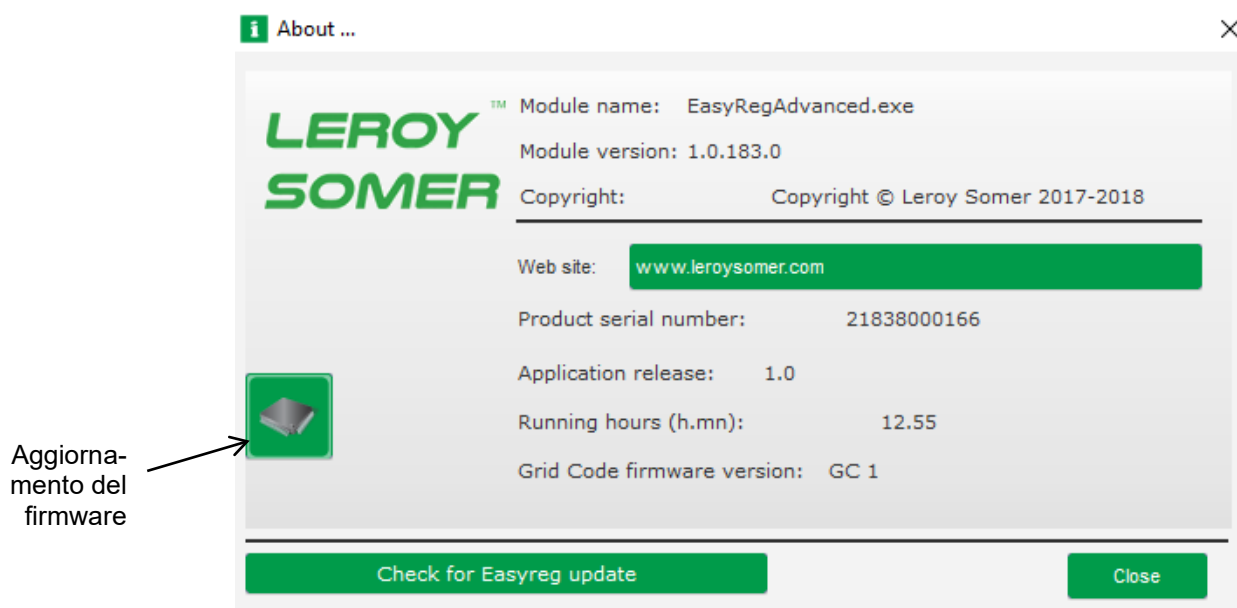 About ...
LEROY™
SOMER
Module name: EasyRegAdvanced.exe
Module version: 1.0.183.0
Copyright: Copyright © Leroy Somer 2017-2018
Web site: www.leroysomer.com
Product serial number: 21838000166
Application release: 1.0
Running hours (h.mn): 12.55
Grid Code firmware version: GC 1
Aggiorna-
mento del
firmware
Check for Easyreg update
Close